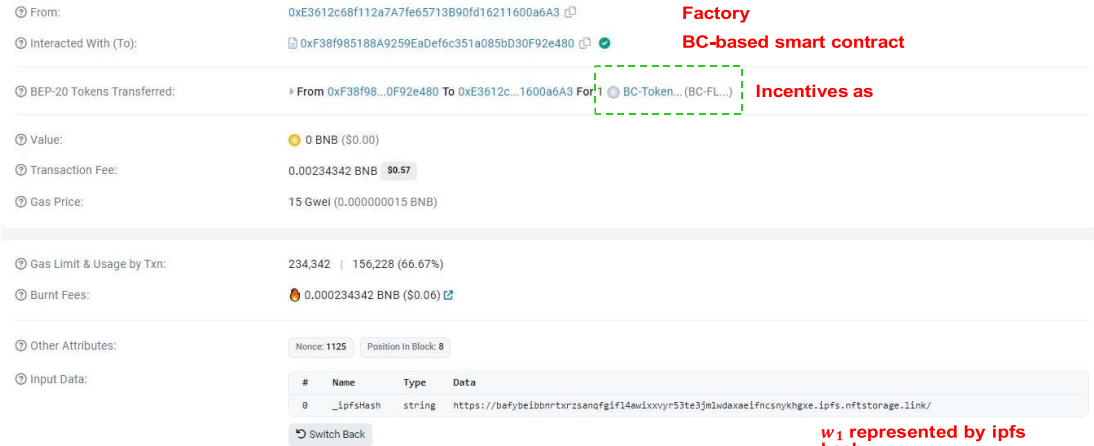 From: 0xE3612c68f112a7A7fe65713B90fd16211600a6A3 Factory
Interacted With (To): 0xF38f985188A9259EaDef6c351a085bD30F92e480 BC-based smart contract
BEP-20 Tokens Transferred: From 0xF38f98...0F92e480 To 0xE3612c...1600a6A3 For 1 BC-Token... (BC-FL...) Incentives as
Value: 0 BNB ($0.00)
Transaction Fee: 0.00234342 BNB $0.57
Gas Price: 15 Gwei (0.000000015 BNB)
Gas Limit & Usage by Txn: 234,342 | 156,228 (66.67%)
Burnt Fees: 0.000234342 BNB ($0.06)
Other Attributes: Nonce: 1125 Position In Block: 8
Input Data: # Name Type Data
0 _ipfsHash string https://bafybeibbnrtxrzsanqfgifl4awixxvyr53te3jmlwdaxaeifncsnykhgxe.ipfs.nftstorage.link/
Switch Back
w₁ represented by ipfs